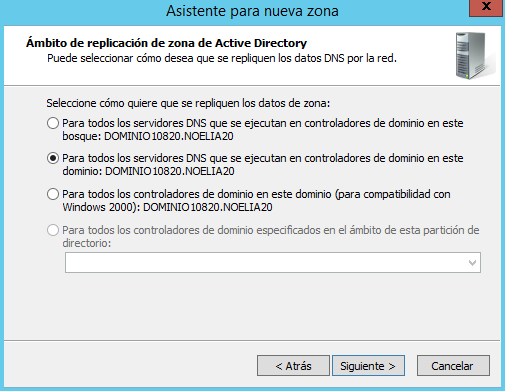 Asistente para nueva zona
x
Ámbito de replicación de zona de Active Directory
Puede seleccionar cómo desea que se repliquen los datos DNS por la red.
Seleccione cómo quiere que se repliquen los datos de zona:
Para todos los servidores DNS que se ejecutan en controladores de dominio en este
bosque: DOMINIO10820.NOELIA20
Para todos los servidores DNS que se ejecutan en controladores de dominio en este
dominio: DOMINIO10820.NOELIA20
Para todos los controladores de dominio en este dominio (para compatibilidad con
Windows 2000): DOMINIO10820.NOELIA20
Para todos los controladores de dominio especificados en el ámbito de esta partición de
directorio:
< Atrás
Siguiente >
Cancelar